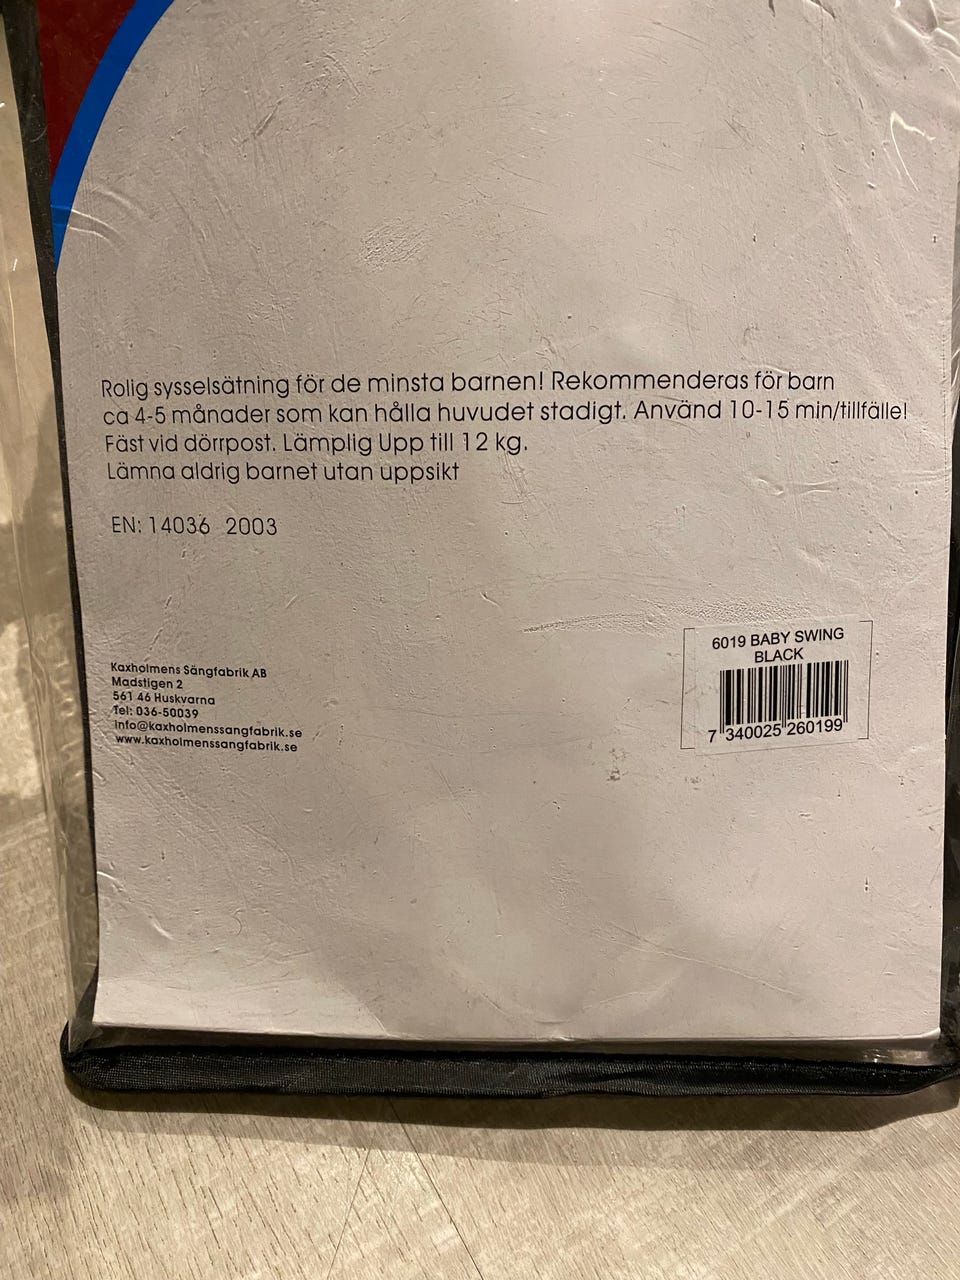 Rolig sysselsätning för de minsta barnen! Rekommenderas för barn
ca 4-5 månader som kan hålla huvudet stadigt. Använd 10-15 min/tillfälle!
Fäst vid dörrpost. Lämplig Upp till 12 kg.
Lämna aldrig barnet utan uppsikt
EN: 14036 2003
Kaxholmens Sängfabrik AB
Madstigen 2
561 46 Huskvarna
Tel: 036-50039
info@kaxholmenssangfabrik.se
www.kaxholmenssangfabrik.se
6019 BABY SWING
BLACK
7 340025 260199